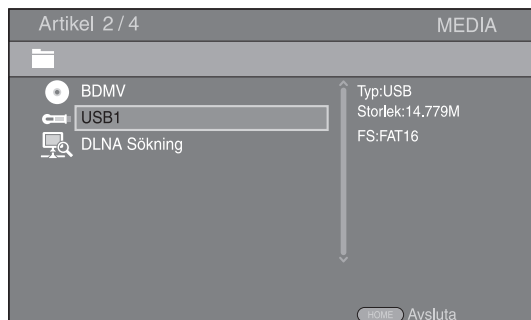 Artikel 2 / 4 MEDIA
BDMV
USB1
DLNA Sökning
Typ:USB
Storlek:14.779M
FS:FAT16
HOME Avsluta